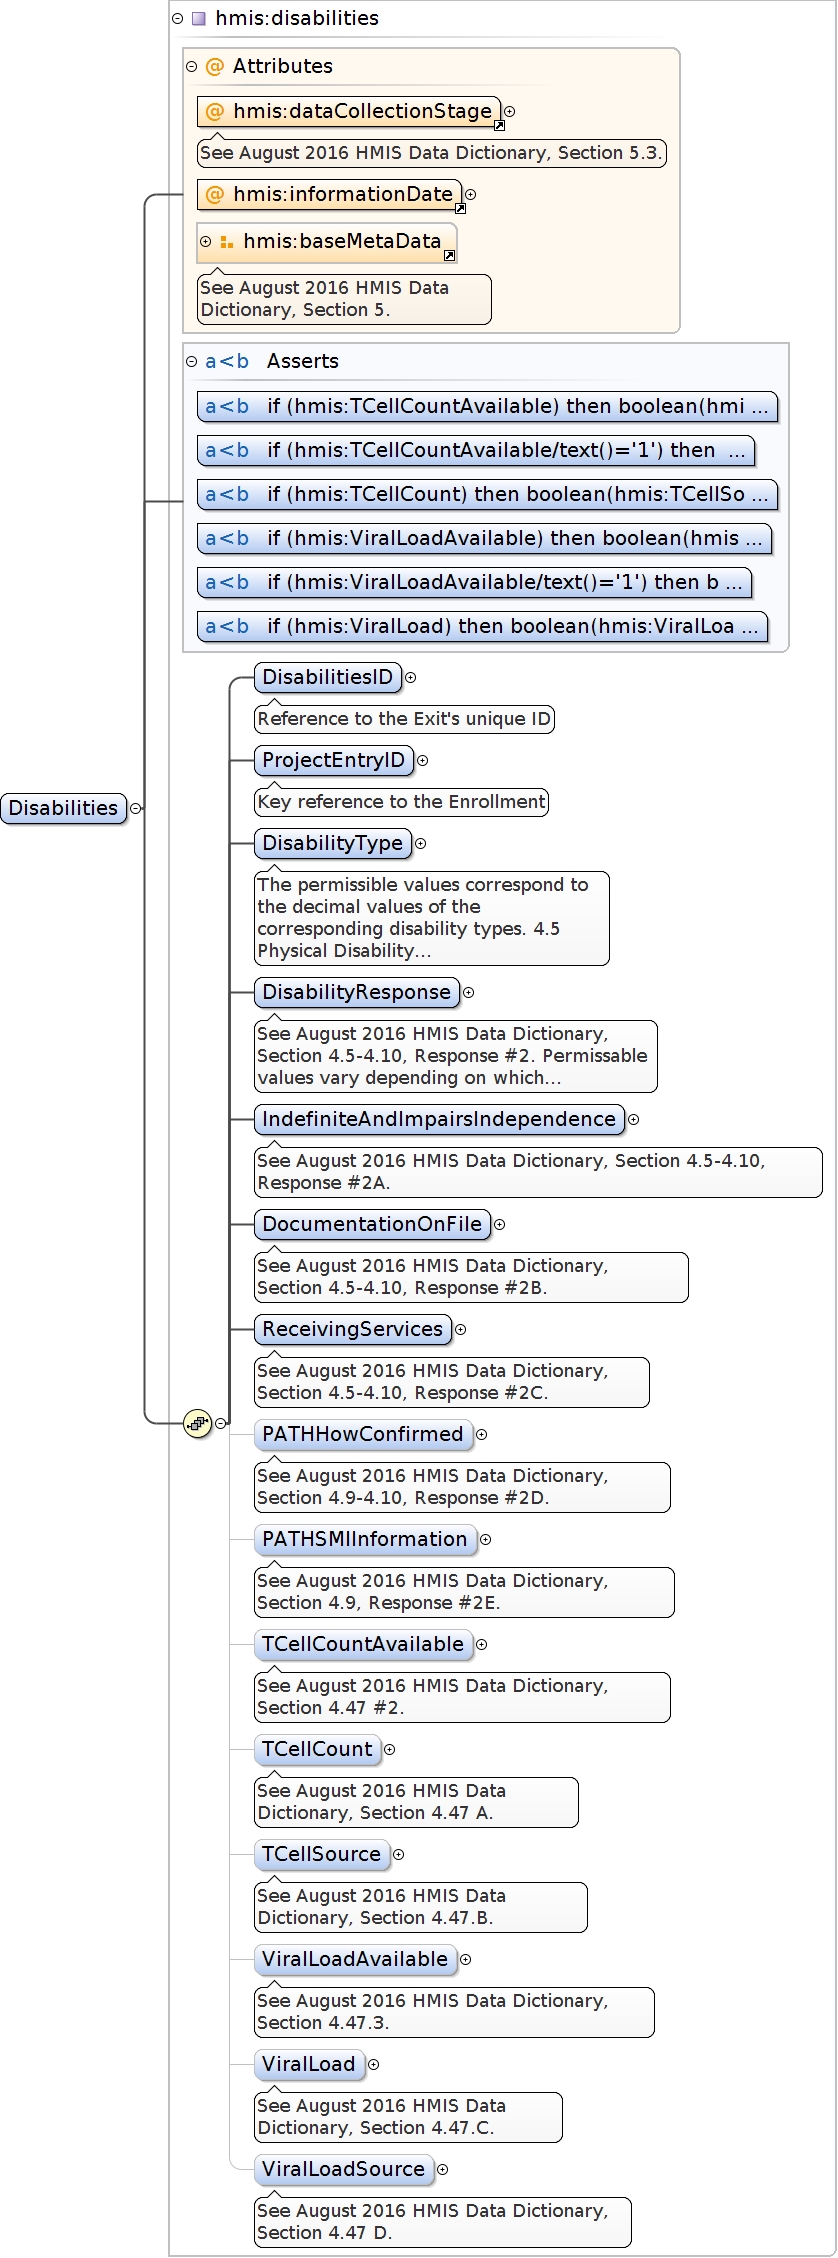 hmis:disabilities
@ Attributes
@ hmis:dataCollectionStage
See August 2016 HMIS Data Dictionary, Section 5.3.
@ hmis:informationDate
hmis:baseMetaData
See August 2016 HMIS Data
Dictionary, Section 5.
a<b Asserts
a<b if (hmis:TCellCountAvailable) then boolean(hmi ...
a<b if (hmis:TCellCountAvailable/text()='1') then ...
a<b if (hmis:TCellCount) then boolean(hmis:TCellSo ...
a<b if (hmis:ViralLoadAvailable) then boolean(hmis ...
a<b if (hmis:ViralLoadAvailable/text()='1') then b ...
a<b if (hmis:ViralLoad) then boolean(hmis:ViralLoa ...
Disabilities
DisabilitiesID
Reference to the Exit's unique ID
ProjectEntryID
Key reference to the Enrollment
DisabilityType
The permissible values correspond to
the decimal values of the
corresponding disability types. 4.5
Physical Disability...
DisabilityResponse
See August 2016 HMIS Data Dictionary,
Section 4.5-4.10, Response #2. Permissable
values vary depending on which...
IndefiniteAndImpairsIndependence
See August 2016 HMIS Data Dictionary, Section 4.5-4.10,
Response #2A.
DocumentationOnFile
See August 2016 HMIS Data Dictionary,
Section 4.5-4.10, Response #2B.
ReceivingServices
See August 2016 HMIS Data Dictionary,
Section 4.5-4.10, Response #2C.
PATHHowConfirmed
See August 2016 HMIS Data Dictionary,
Section 4.9-4.10, Response #2D.
PATHSMIInformation
See August 2016 HMIS Data Dictionary,
Section 4.9, Response #2E.
TCellCountAvailable
See August 2016 HMIS Data Dictionary,
Section 4.47 #2.
TCellCount
See August 2016 HMIS Data
Dictionary, Section 4.47 A.
TCellSource
See August 2016 HMIS Data
Dictionary, Section 4.47.B.
ViralLoadAvailable
See August 2016 HMIS Data Dictionary,
Section 4.47.3.
ViralLoad
See August 2016 HMIS Data
Dictionary, Section 4.47.C.
ViralLoadSource
See August 2016 HMIS Data Dictionary,
Section 4.47 D.